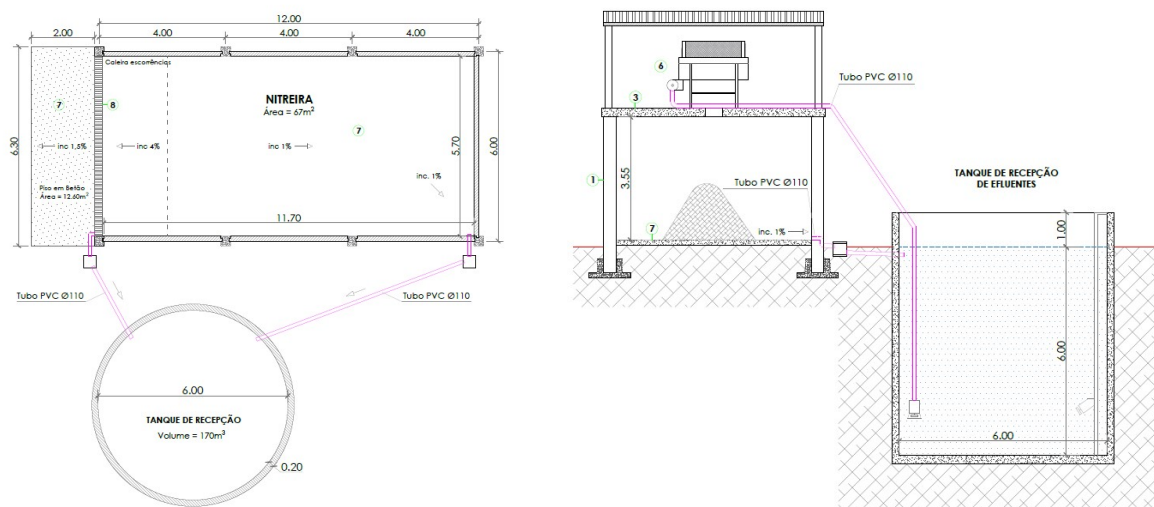 12.00
2.00
4.00
4.00
4.00
Caleira escorrências
7
8
NITREIRA
Área = 67m²
7
6.30
inc 1,5%
inc 4%
inc 1%
5.70
6.00
inc. 1%
Piso em Betão
Área = 12.60m²
11.70
Tubo PVC Ø110
Tubo PVC Ø110
6.00
TANQUE DE RECEPÇÃO
Volume = 170m³
0.20
6
3
Tubo PVC Ø110
1
3.55
Tubo PVC Ø110
7
inc. 1%
TANQUE DE RECEPÇÃO
DE EFLUENTES
1.00
6.00
6.00